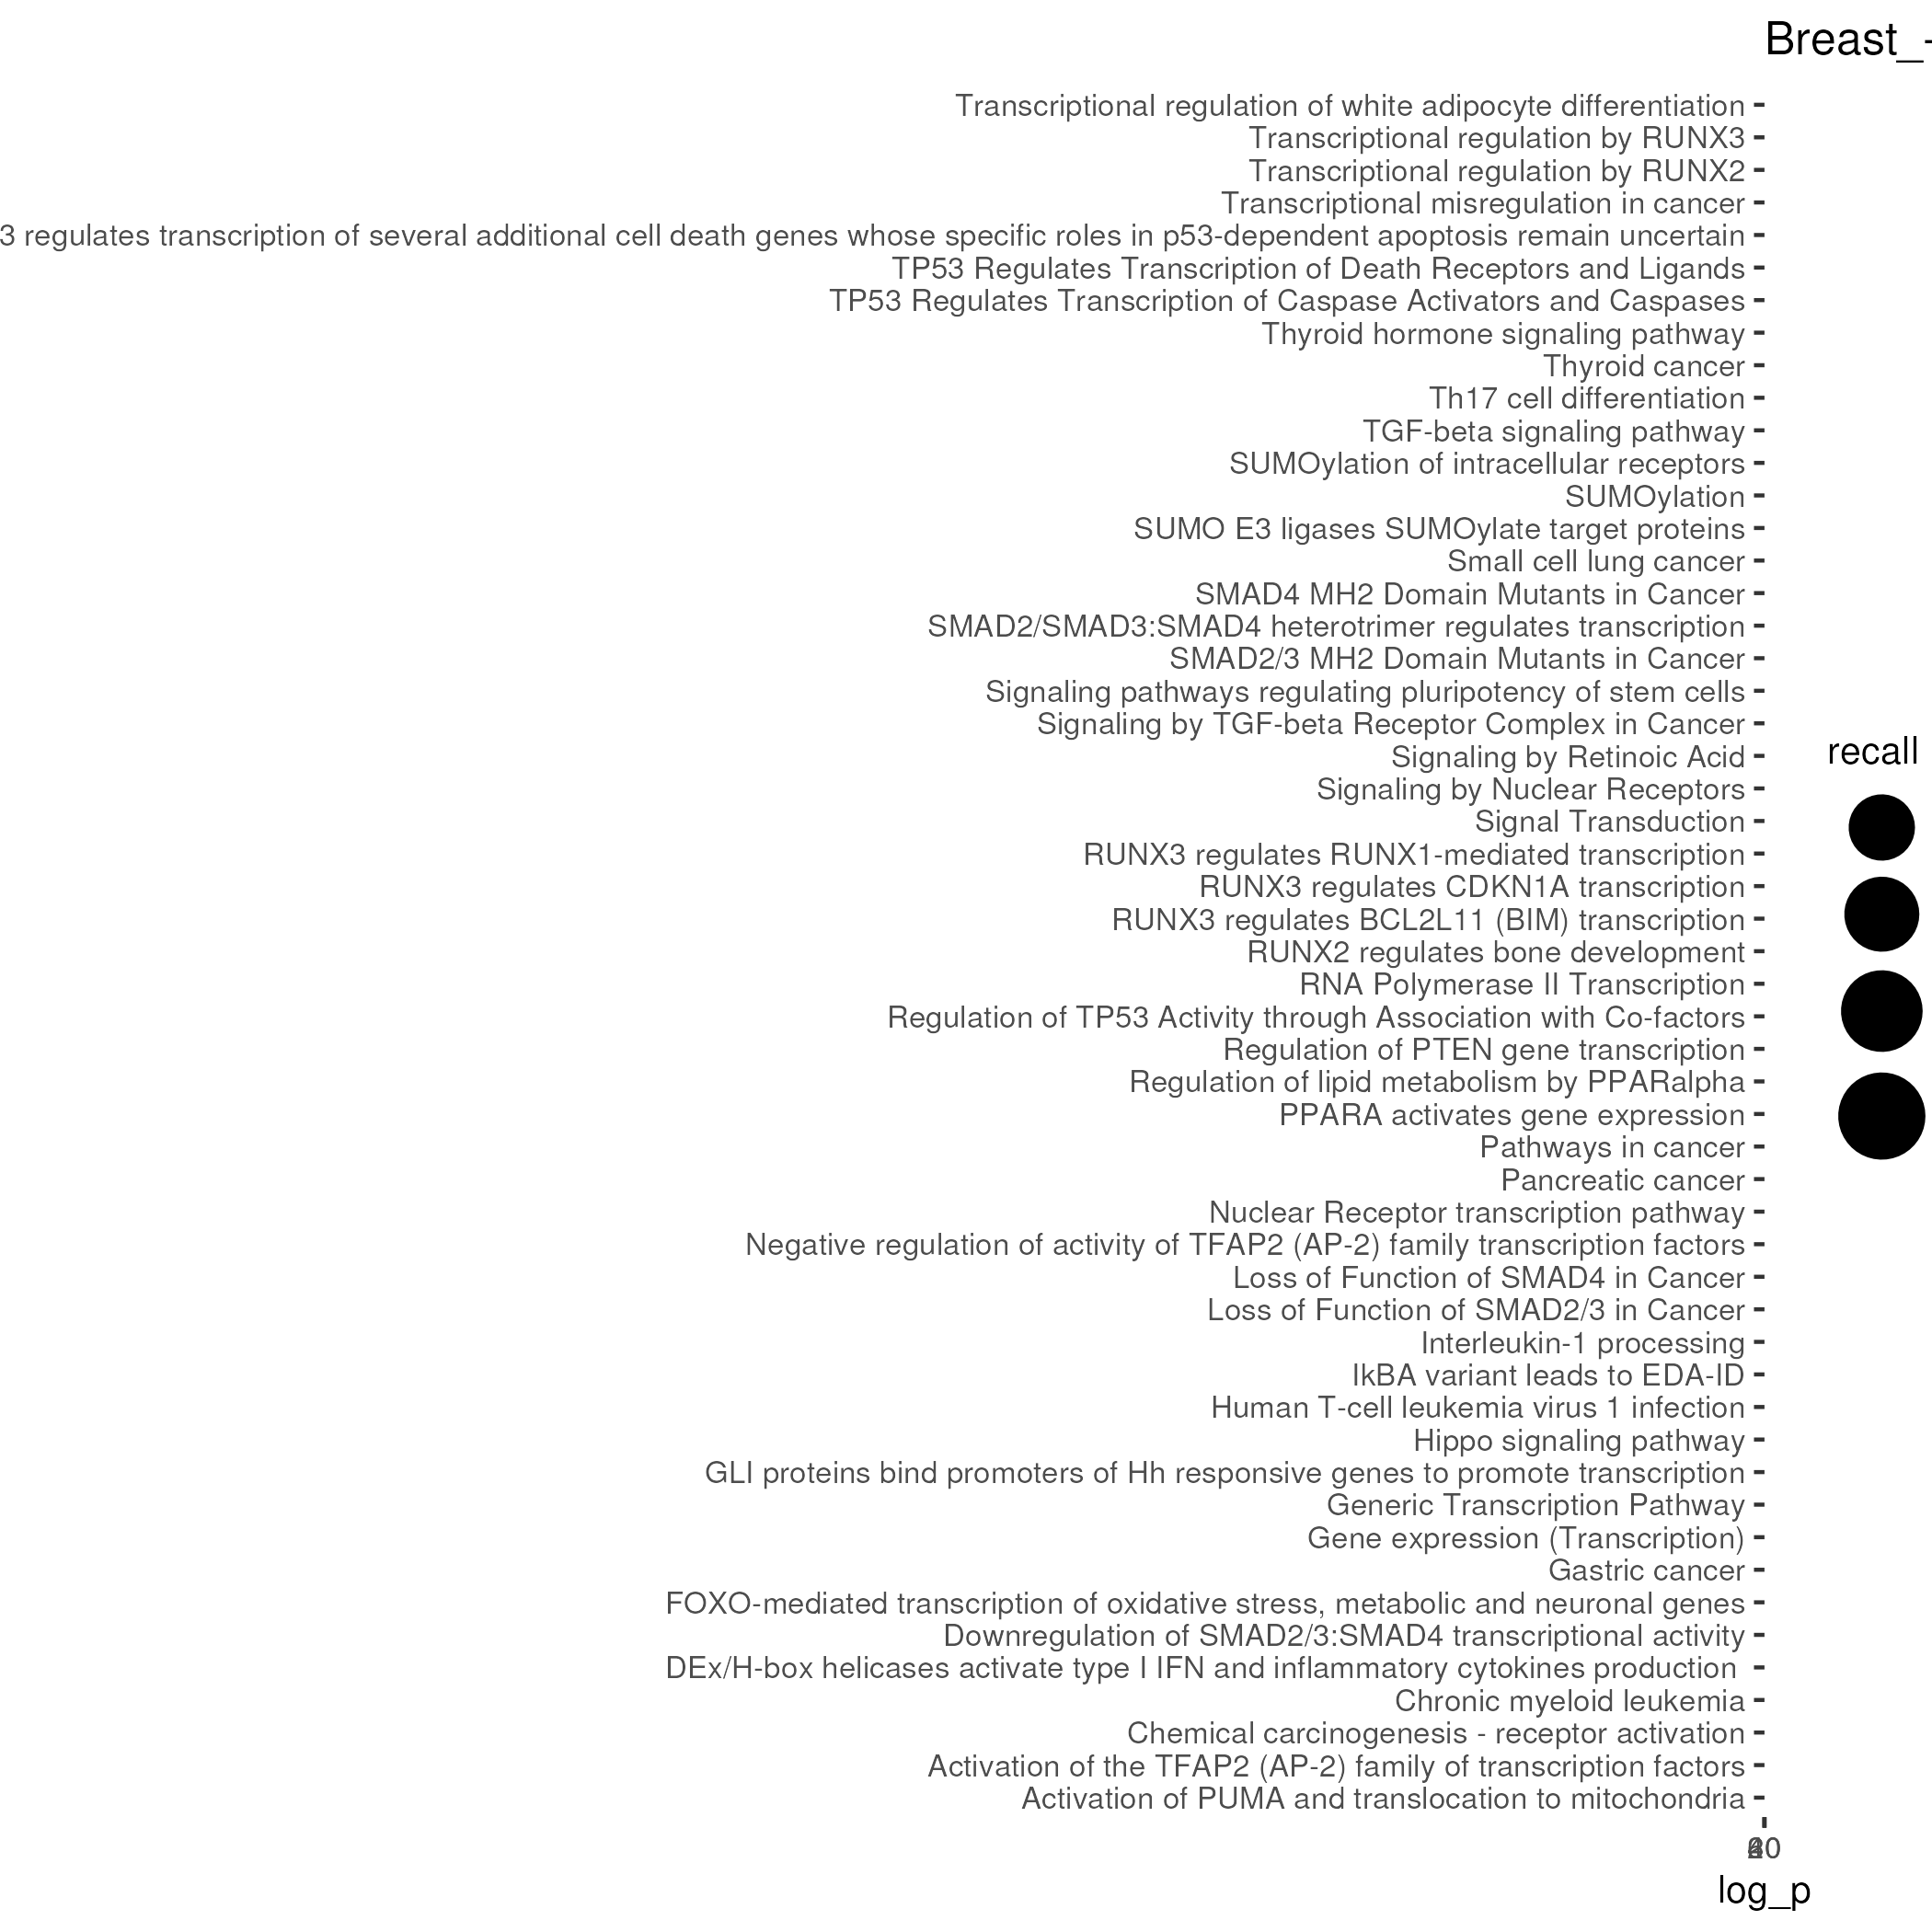 Breast_-
Transcriptional regulation of white adipocyte differentiation
Transcriptional regulation by RUNX3
Transcriptional regulation by RUNX2
Transcriptional misregulation in cancer
3 regulates transcription of several additional cell death genes whose specific roles in p53-dependent apoptosis remain uncertain
TP53 Regulates Transcription of Death Receptors and Ligands
TP53 Regulates Transcription of Caspase Activators and Caspases
Thyroid hormone signaling pathway
Thyroid cancer
Th17 cell differentiation
TGF-beta signaling pathway
SUMOylation of intracellular receptors
SUMOylation
SUMO E3 ligases SUMOylate target proteins
Small cell lung cancer
SMAD4 MH2 Domain Mutants in Cancer
SMAD2/SMAD3:SMAD4 heterotrimer regulates transcription
SMAD2/3 MH2 Domain Mutants in Cancer
Signaling pathways regulating pluripotency of stem cells
Signaling by TGF-beta Receptor Complex in Cancer
Signaling by Retinoic Acid
Signaling by Nuclear Receptors
Signal Transduction
RUNX3 regulates RUNX1-mediated transcription
RUNX3 regulates CDKN1A transcription
RUNX3 regulates BCL2L11 (BIM) transcription
RUNX2 regulates bone development
RNA Polymerase II Transcription
Regulation of TP53 Activity through Association with Co-factors
Regulation of PTEN gene transcription
Regulation of lipid metabolism by PPARalpha
PPARA activates gene expression
Pathways in cancer
Pancreatic cancer
Nuclear Receptor transcription pathway
Negative regulation of activity of TFAP2 (AP-2) family transcription factors
Loss of Function of SMAD4 in Cancer
Loss of Function of SMAD2/3 in Cancer
Interleukin-1 processing
IkBA variant leads to EDA-ID
Human T-cell leukemia virus 1 infection
Hippo signaling pathway
GLI proteins bind promoters of Hh responsive genes to promote transcription
Generic Transcription Pathway
Gene expression (Transcription)
Gastric cancer
FOXO-mediated transcription of oxidative stress, metabolic and neuronal genes
Downregulation of SMAD2/3:SMAD4 transcriptional activity
DEx/H-box helicases activate type I IFN and inflammatory cytokines production
Chronic myeloid leukemia
Chemical carcinogenesis - receptor activation
Activation of the TFAP2 (AP-2) family of transcription factors
Activation of PUMA and translocation to mitochondria
log_p
recall